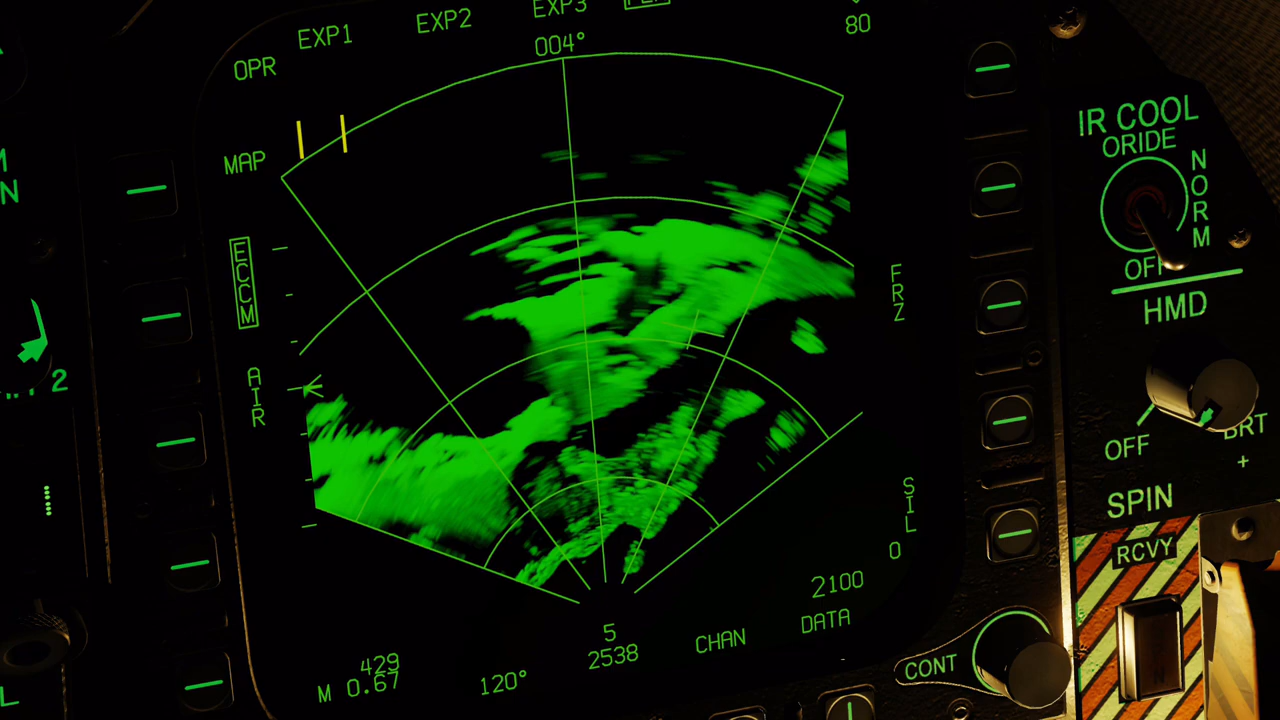 EXP1
EXP2
EXP3
80
OPR
004°
MAP
ECCM
AIR
FRZ
SIL
0
2100
5
2538
CHAN
DATA
429
M 0.67
120°
2
IR COOL
ORIDE
NORM
OFF
HMD
OFF
BRT
+
SPIN
RCVY
CONT